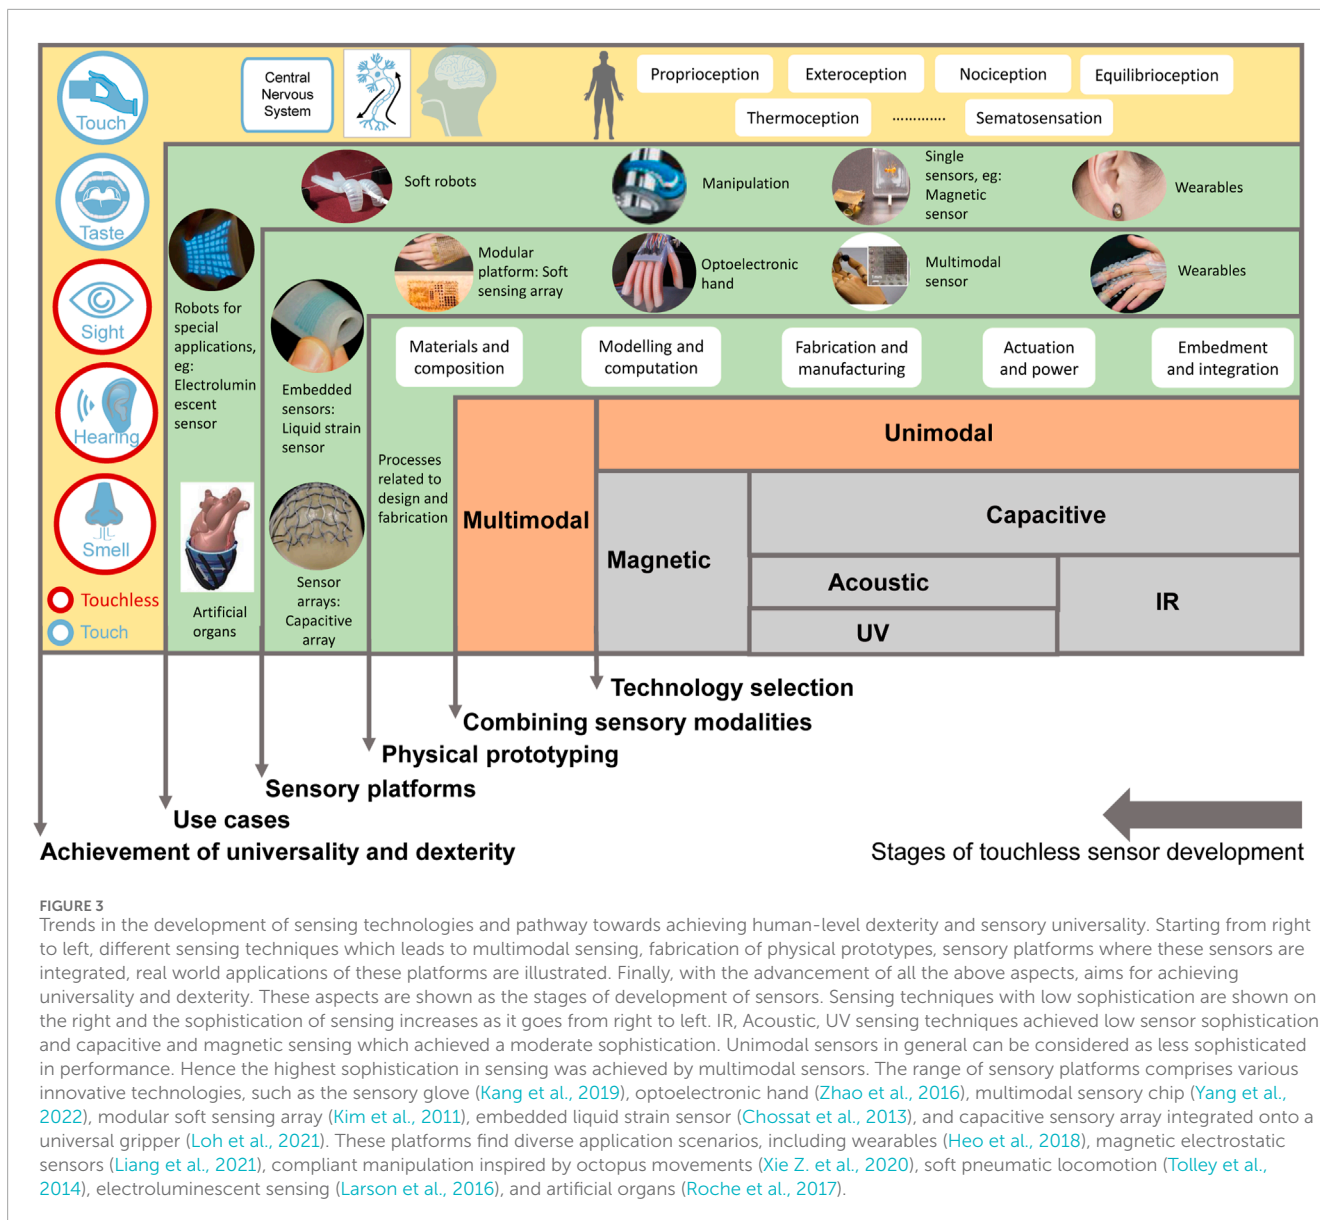 Touch
Taste
Sight
Hearing
Smell
Touchless
Touch
Central
Nervous
System
Proprioception
Exteroception
Nociception
Equilibrioception
Thermoception
.............
Sematosensation
Soft robots
Manipulation
Single
sensors, eg:
Magnetic
sensor
Wearables
Robots for
special
applications,
eg:
Electrolumin
escent
sensor
Artificial
organs
Modular
platform: Soft
sensing array
Optoelectronic
hand
Multimodal
sensor
Wearables
Embedded
sensors:
Liquid strain
sensor
Sensor
arrays:
Capacitive
array
Materials and
composition
Modelling and
computation
Fabrication and
manufacturing
Actuation
and power
Embedment
and integration
Processes
related to
design and
fabrication
Multimodal
Unimodal
Magnetic
Capacitive
Acoustic
UV
IR
Technology selection
Combining sensory modalities
Physical prototyping
Sensory platforms
Use cases
Achievement of universality and dexterity
Stages of touchless sensor development
FIGURE 3
Trends in the development of sensing technologies and pathway towards achieving human-level dexterity and sensory universality. Starting from right
to left, different sensing techniques which leads to multimodal sensing, fabrication of physical prototypes, sensory platforms where these sensors are
integrated, real world applications of these platforms are illustrated. Finally, with the advancement of all the above aspects, aims for achieving
universality and dexterity. These aspects are shown as the stages of development of sensors. Sensing techniques with low sophistication are shown on
the right and the sophistication of sensing increases as it goes from right to left. IR, Acoustic, UV sensing techniques achieved low sensor sophistication
and capacitive and magnetic sensing which achieved a moderate sophistication. Unimodal sensors in general can be considered as less sophisticated
in performance. Hence the highest sophistication in sensing was achieved by multimodal sensors. The range of sensory platforms comprises various
innovative technologies, such as the sensory glove (Kang et al., 2019), optoelectronic hand (Zhao et al., 2016), multimodal sensory chip (Yang et al.,
2022), modular soft sensing array (Kim et al., 2011), embedded liquid strain sensor (Chossat et al., 2013), and capacitive sensory array integrated onto a
universal gripper (Loh et al., 2021). These platforms find diverse application scenarios, including wearables (Heo et al., 2018), magnetic electrostatic
sensors (Liang et al., 2021), compliant manipulation inspired by octopus movements (Xie Z. et al., 2020), soft pneumatic locomotion (Tolley et al.,
2014), electroluminescent sensing (Larson et al., 2016), and artificial organs (Roche et al., 2017).